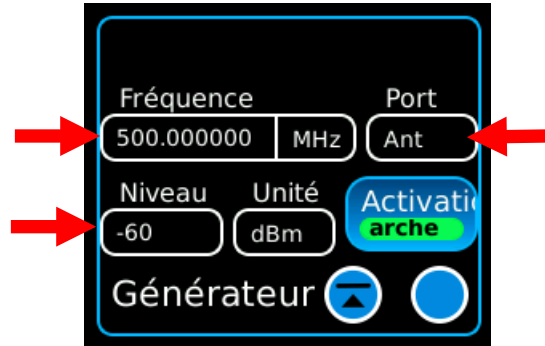 Fréquence Port
500.000000 MHz Ant
Niveau Unité Activati
-60 dBm arche
Générateur